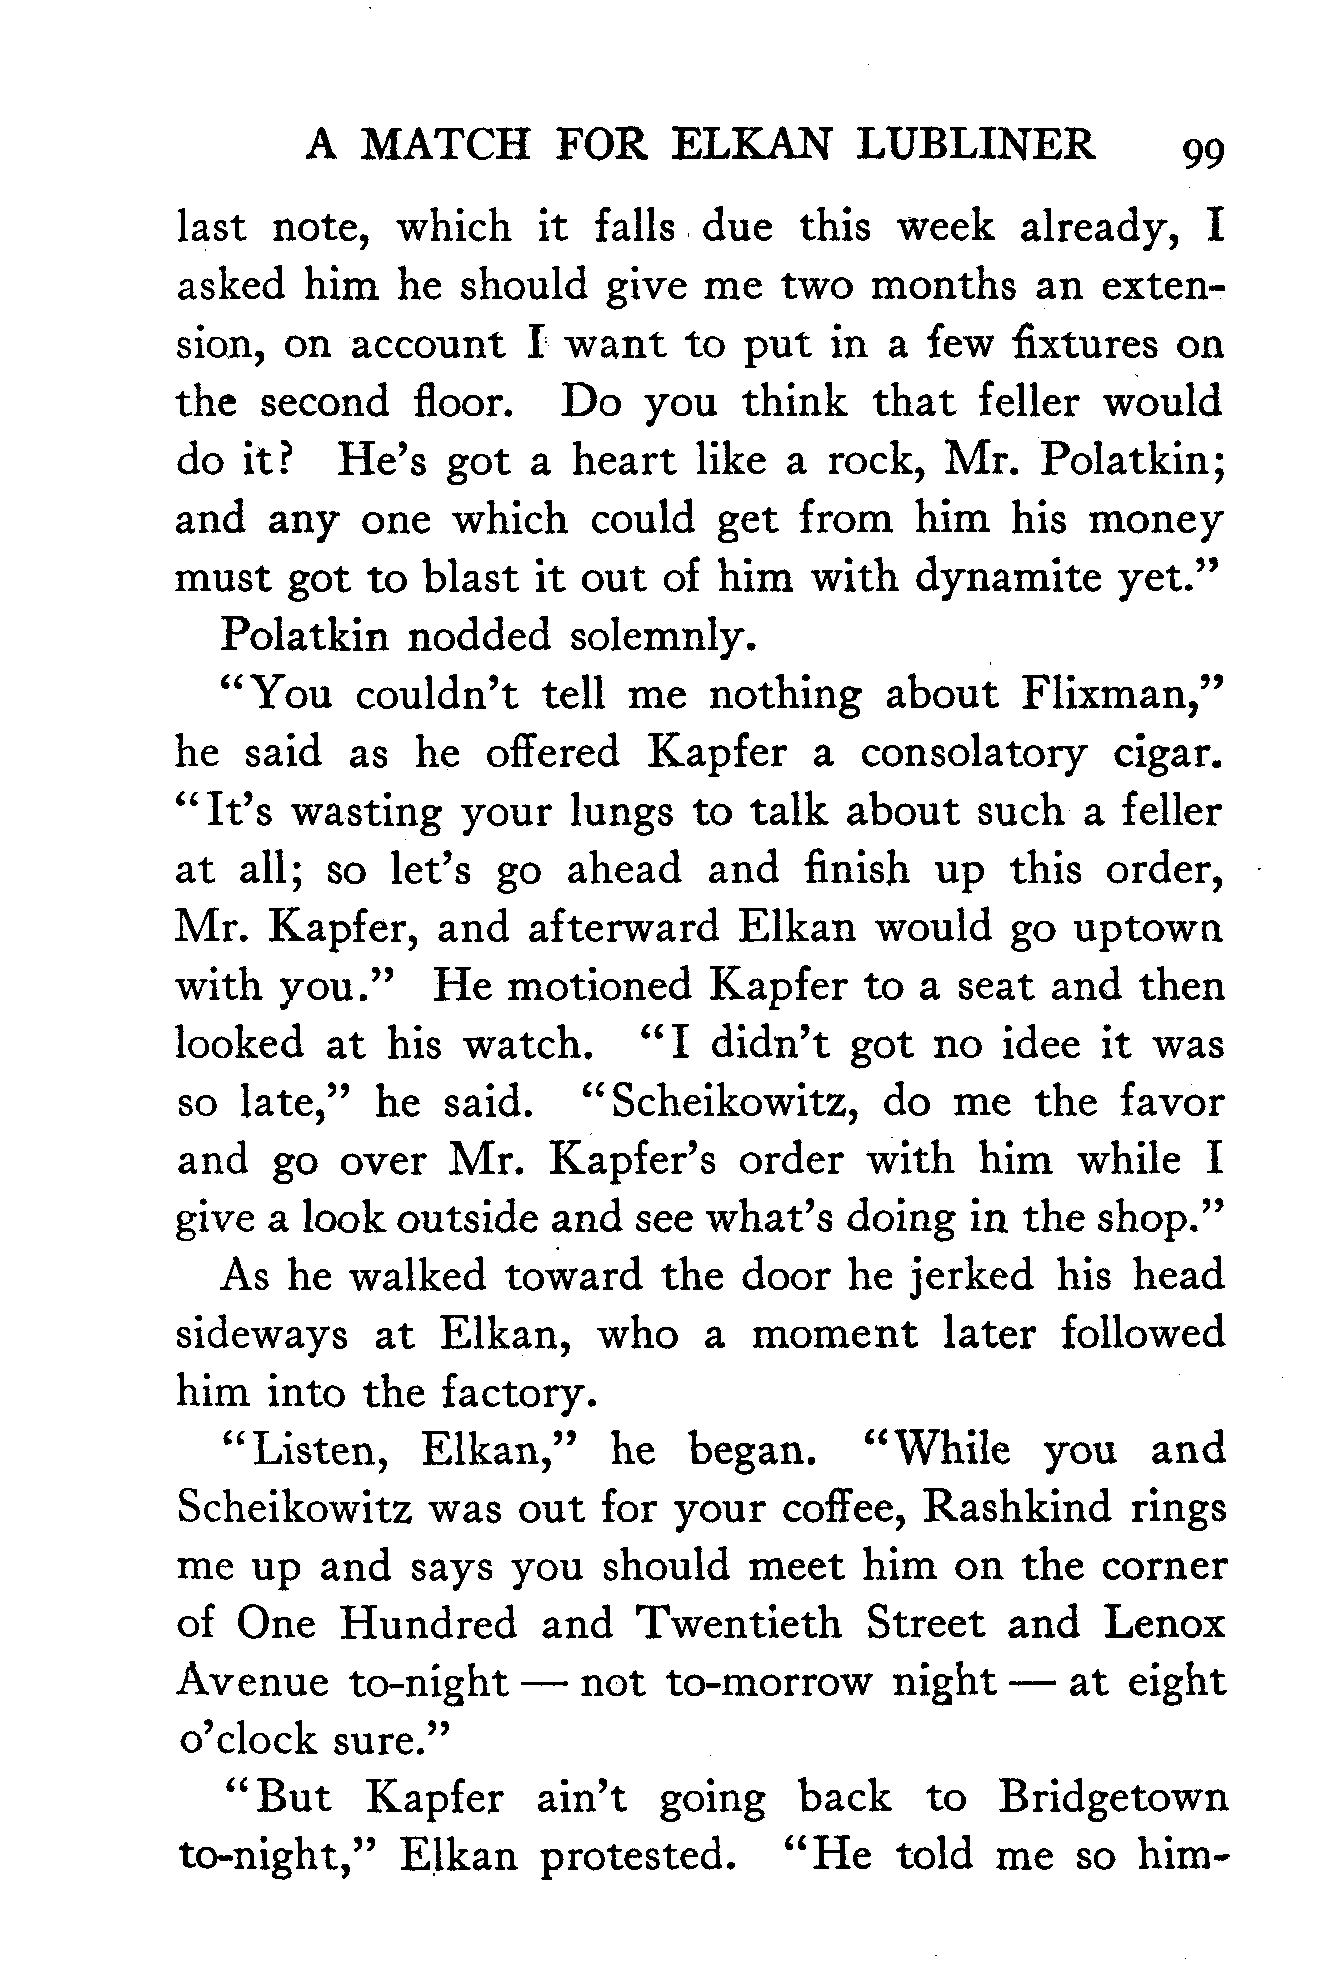 A MATCH FOR ELKAN LUBLINER 99
last note, which it falls due this week already, I
asked him he should give me two months an exten-
sion, on account I want to put in a few fixtures on
the second floor. Do you think that feller would
do it? He's got a heart like a rock, Mr. Polatkin;
and any one which could get from him his money
must got to blast it out of him with dynamite yet."
Polatkin nodded solemnly.
"You couldn't tell me nothing about Flixman,"
he said as he offered Kapfer a consolatory cigar.
"It's wasting your lungs to talk about such a feller
at all; so let's go ahead and finish up this order,
Mr. Kapfer, and afterward Elkan would go uptown
with you." He motioned Kapfer to a seat and then
looked at his watch. "I didn't got no idee it was
so late," he said. "Scheikowitz, do me the favor
and go over Mr. Kapfer's order with him while I
give a look outside and see what's doing in the shop."
As he walked toward the door he jerked his head
sideways at Elkan, who a moment later followed
him into the factory.
"Listen, Elkan," he began. "While you and
Scheikowitz was out for your coffee, Rashkind rings
me up and says you should meet him on the corner
of One Hundred and Twentieth Street and Lenox
Avenue to-night — not to-morrow night — at eight
o'clock sure."
"But Kapfer ain't going back to Bridgetown
to-night," Elkan protested. "He told me so him-